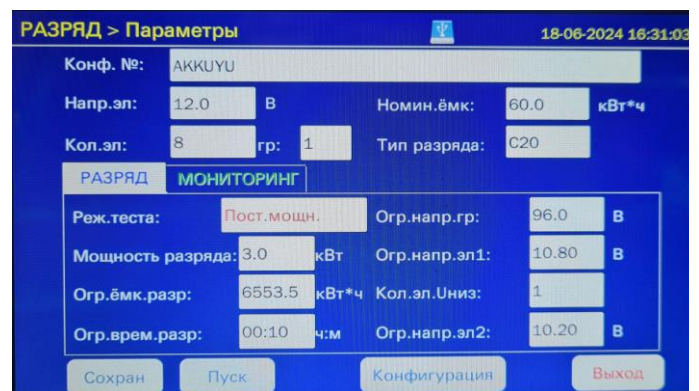 РАЗРЯД > Параметры 18-06-2024 16:31:03
Конф. №: AKKUYU
Напр.эл: 12.0 В Номин.ёмк: 60.0 кВт*ч
Кол.эл: 8 гр: 1 Тип разряда: C20
РАЗРЯД МОНИТОРИНГ
Реж.теста: Пост.мощн. Огр.напр.гр: 96.0 В
Мощность разряда: 3.0 кВт Огр.напр.эл1: 10.80 В
Огр.ёмк.разр: 6553.5 кВт*ч Кол.эл.Uниз: 1
Огр.врем.разр: 00:10 ч:м Огр.напр.эл2: 10.20 В
Сохран Пуск Конфигурация Выход